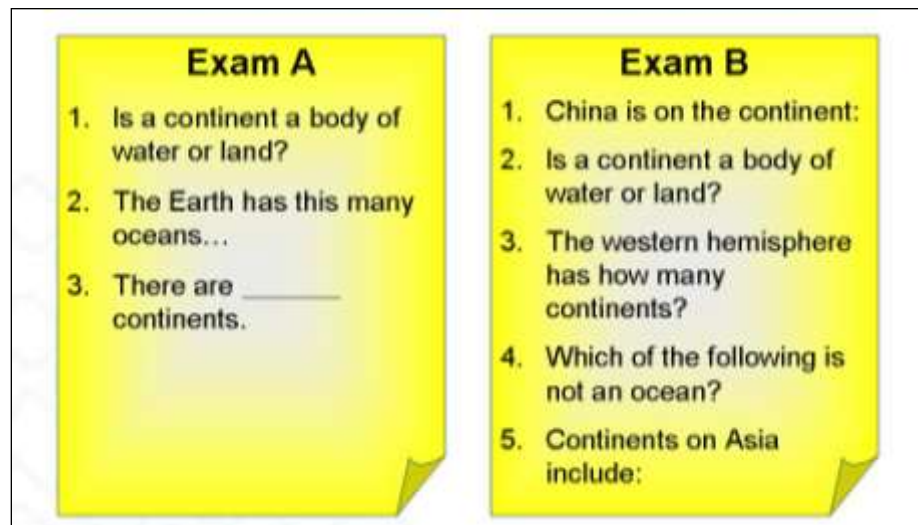 Exam A
1. Is a continent a body of
water or land?
2. The Earth has this many
oceans...
3. There are _______
continents.
Exam B
1. China is on the continent:
2. Is a continent a body of
water or land?
3. The western hemisphere
has how many
continents?
4. Which of the following is
not an ocean?
5. Continents on Asia
include: